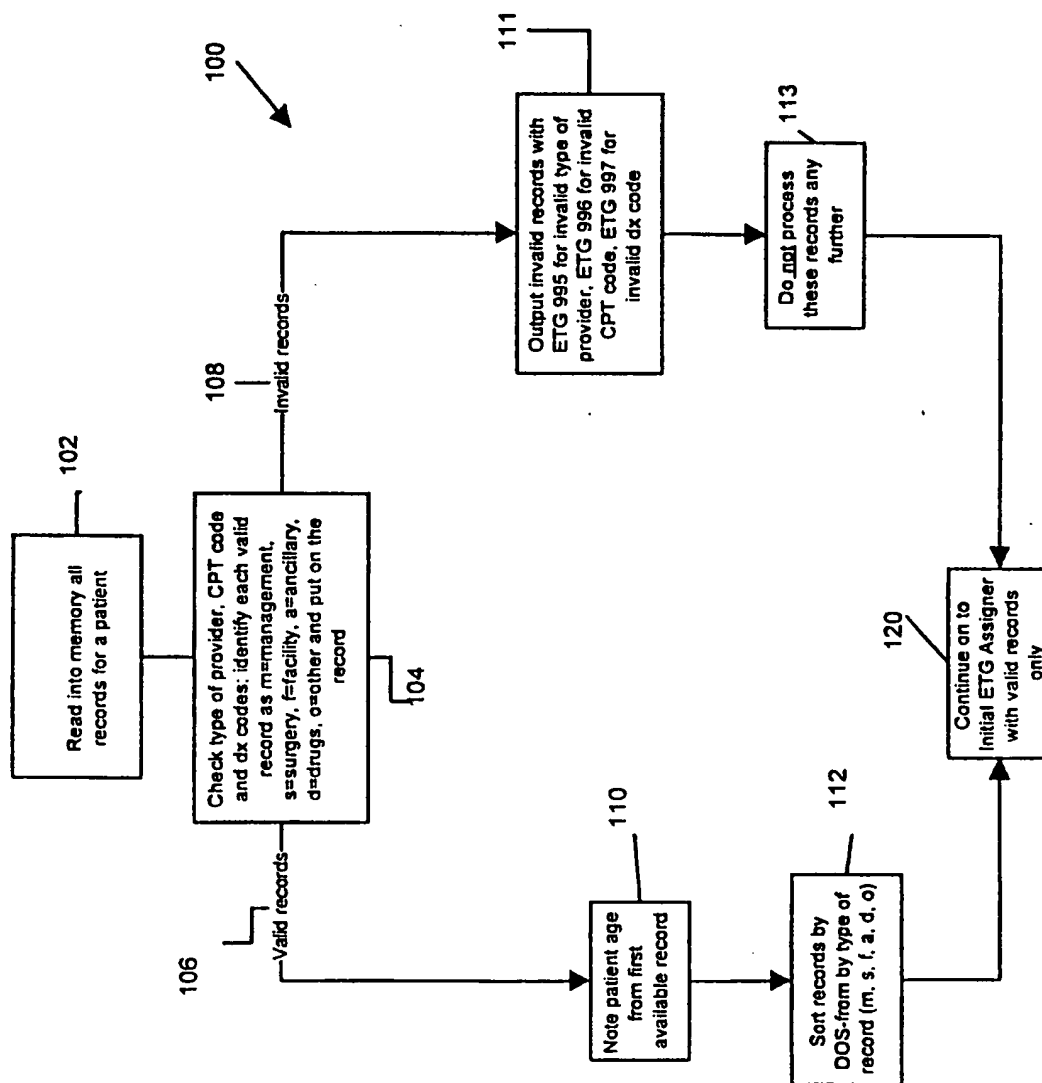 100
102
Read into memory all
records for a patient
Check type of provider, CPT code
and dx codes; identify each valid
record as m=management,
s=surgery, f=facility, a=ancillary,
d=drugs, o=other and put on the
record
104
106
Valid records
108
Invalid records
110
Note patient age
from first
available record
112
Sort records by
DOS-from by type of
record (m, s, f, a, d, o)
111
Output invalid records with
ETG 995 for invalid type of
provider, ETG 996 for invalid
CPT code, ETG 997 for
invalid dx code
113
Do not process
these records any
further
120
Continue on to
Initial ETG Assigner
with valid records
only